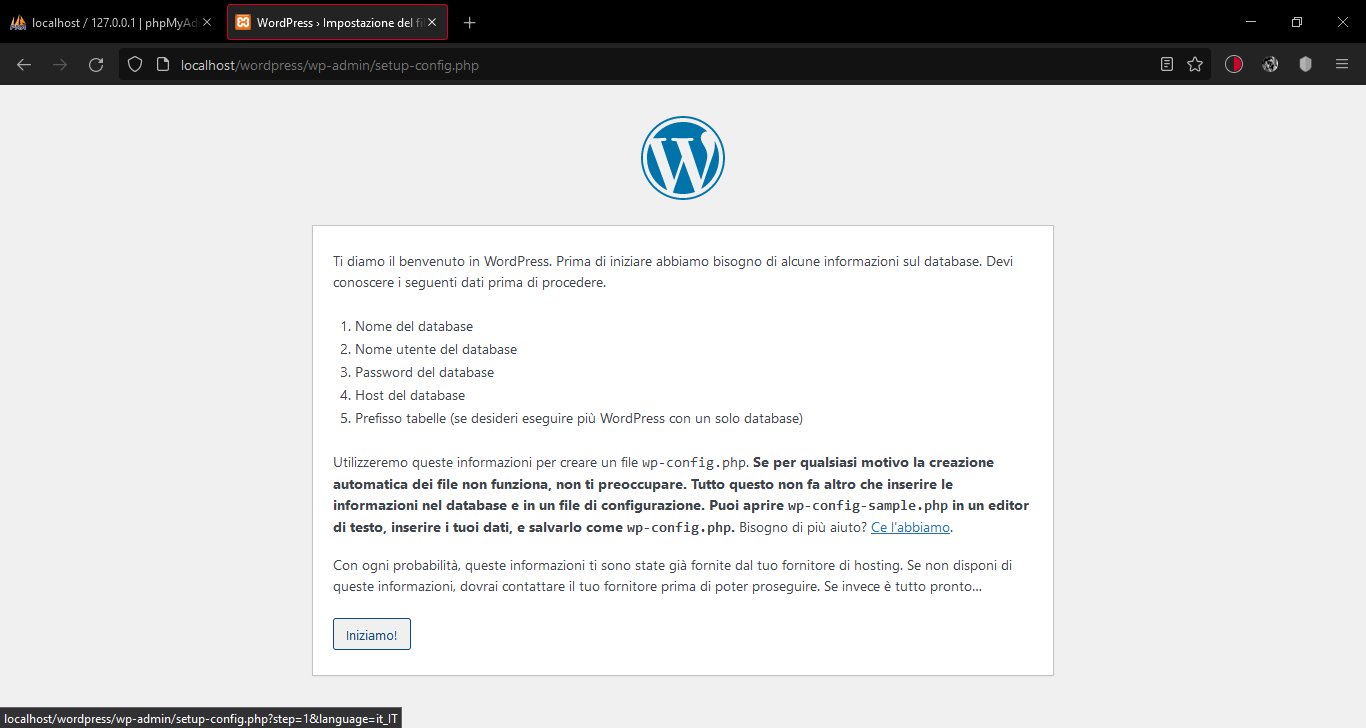 localhost / 127.0.0.1 | phpMyAd
WordPress › Impostazione del fi
localhost/wordpress/wp-admin/setup-config.php
Ti diamo il benvenuto in WordPress. Prima di iniziare abbiamo bisogno di alcune informazioni sul database. Devi
conoscere i seguenti dati prima di procedere.
1. Nome del database
2. Nome utente del database
3. Password del database
4. Host del database
5. Prefisso tabelle (se desideri eseguire più WordPress con un solo database)
Utilizzeremo queste informazioni per creare un file wp-config.php. Se per qualsiasi motivo la creazione
automatica dei file non funziona, non ti preoccupare. Tutto questo non fa altro che inserire le
informazioni nel database e in un file di configurazione. Puoi aprire wp-config-sample.php in un editor
di testo, inserire i tuoi dati, e salvarlo come wp-config.php. Bisogno di più aiuto? Ce l'abbiamo.
Con ogni probabilità, queste informazioni ti sono state già fornite dal tuo fornitore di hosting. Se non disponi di
queste informazioni, dovrai contattare il tuo fornitore prima di poter proseguire. Se invece è tutto pronto…
Iniziamo!
localhost/wordpress/wp-admin/setup-config.php?step=1&language=it_IT